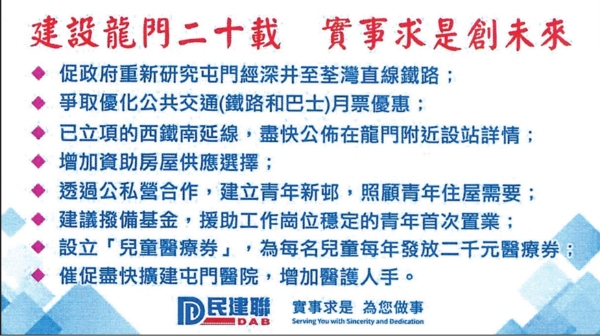 建設龍門二十載 實事求是創未來
◆ 促政府重新研究屯門經深井至荃灣直線鐵路；
◆ 爭取優化公共交通(鐵路和巴士)月票優惠；
◆ 已立項的西鐵南延線，盡快公佈在龍門附近設站詳情；
◆ 增加資助房屋供應選擇；
◆ 透過公私營合作，建立青年新邨，照顧青年住屋需要；
◆ 建議撥備基金，援助工作崗位穩定的青年首次置業；
◆ 設立「兒童醫療券」，為每名兒童每年發放二千元醫療券；
◆ 催促盡快擴建屯門醫院，增加醫護人手。
民建聯 DAB 實事求是 為您做事
Serving You with Sincerity and Dedication